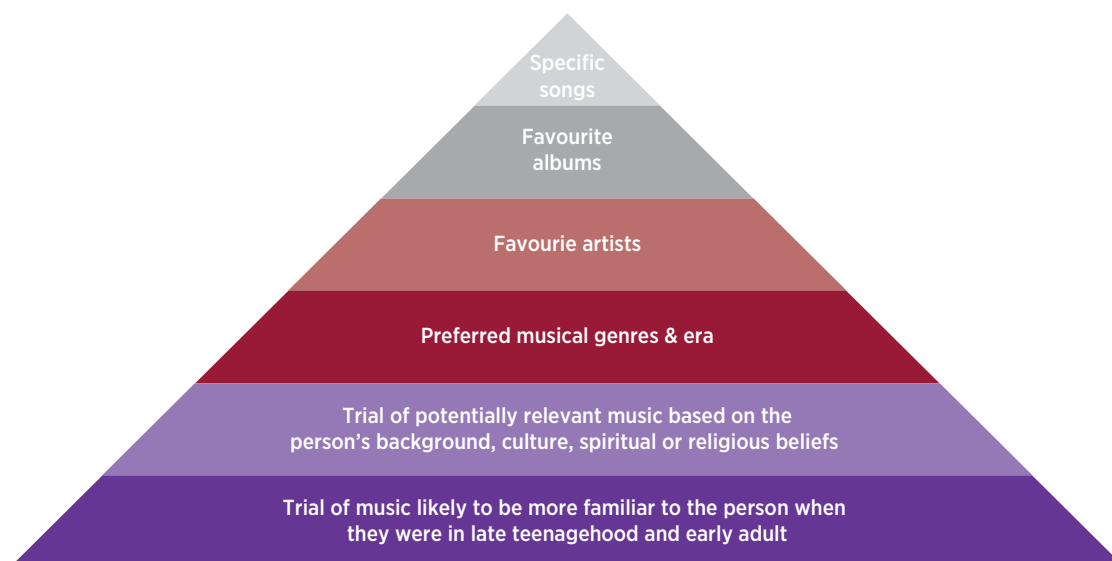 Specific
songs
Favourite
albums
Favourie artists
Preferred musical genres & era
Trial of potentially relevant music based on the
person’s background, culture, spiritual or religious beliefs
Trial of music likely to be more familiar to the person when
they were in late teenagehood and early adult